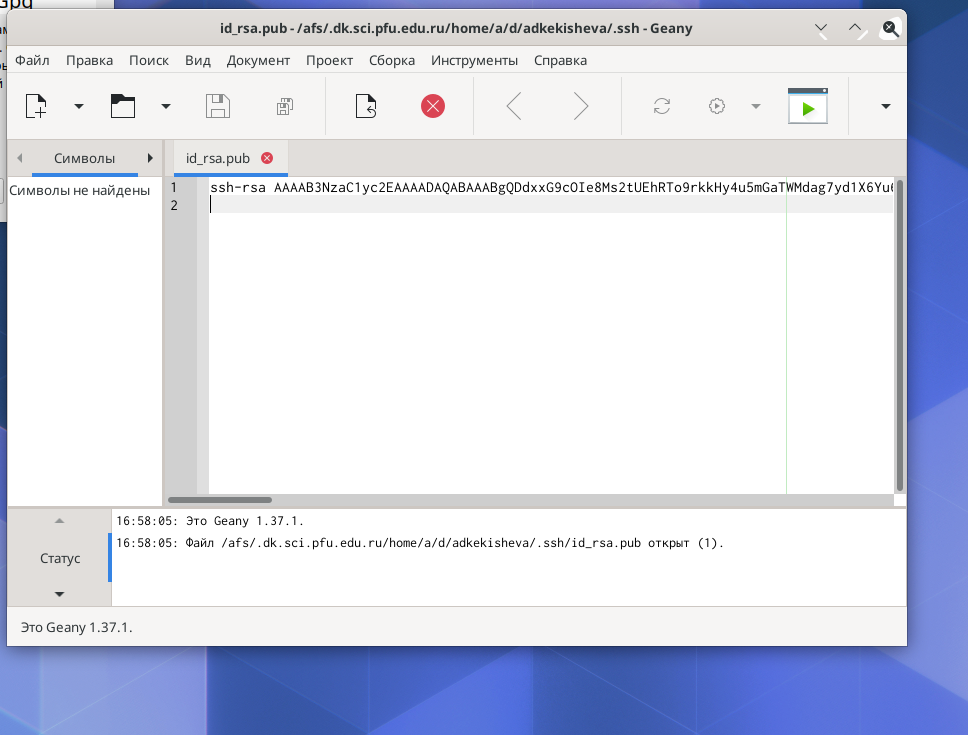 Gpg
id_rsa.pub - /afs/.dk.sci.pfu.edu.ru/home/a/d/adkekisheva/.ssh - Geany
Файл Правка Поиск Вид Документ Проект Сборка Инструменты Справка
Символы
id_rsa.pub
Символы не найдены
1 ssh-rsa AAAAB3NzaC1yc2EAAAADAQABAAABgQDdxxG9cOIe8Ms2tUEhRTo9rkkHy4u5mGaTWMdag7yd1X6Yu6
2
16:58:05: Это Geany 1.37.1.
16:58:05: Файл /afs/.dk.sci.pfu.edu.ru/home/a/d/adkekisheva/.ssh/id_rsa.pub открыт (1).
Статус
Это Geany 1.37.1.